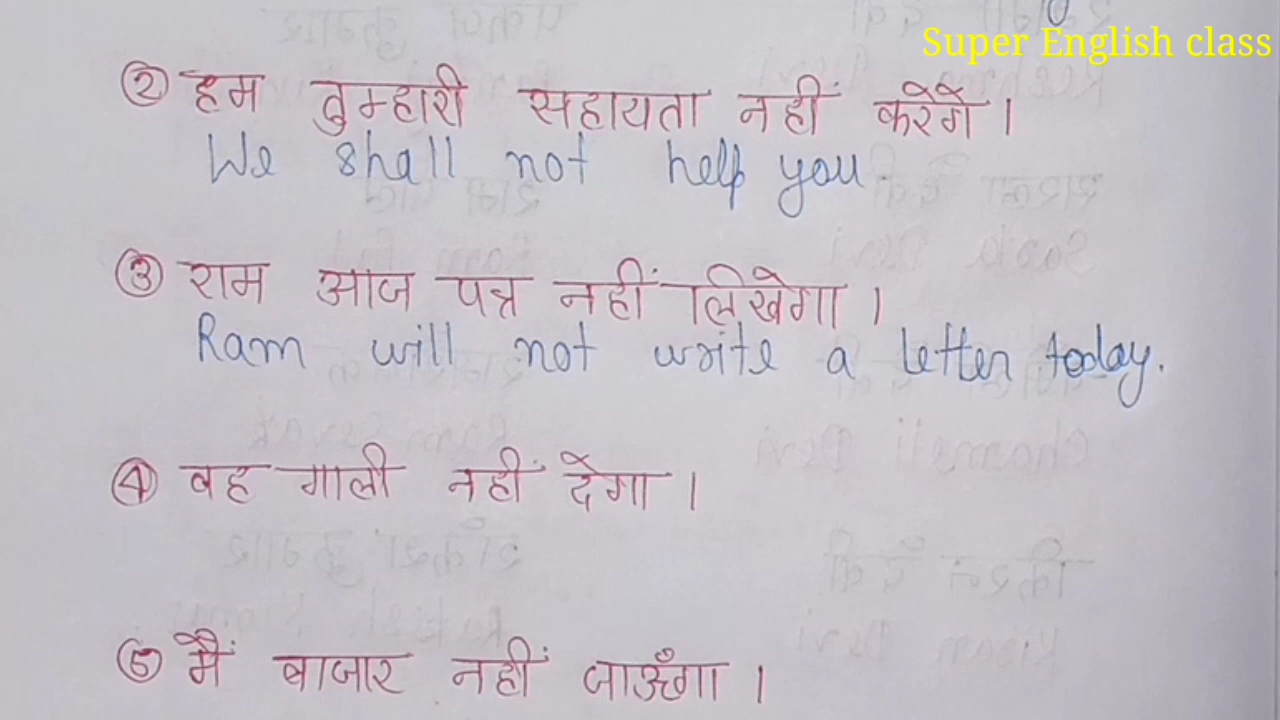 Super English class
② हम तुम्हारी सहायता नहीं करेंगे।
We shall not help you
③ राम आज पत्र नहीं लिखेगा।
Ram will not write a letter today.
④ वह गाली नहीं देगा।
⑤ मैं बाजार नहीं जाऊँगा।